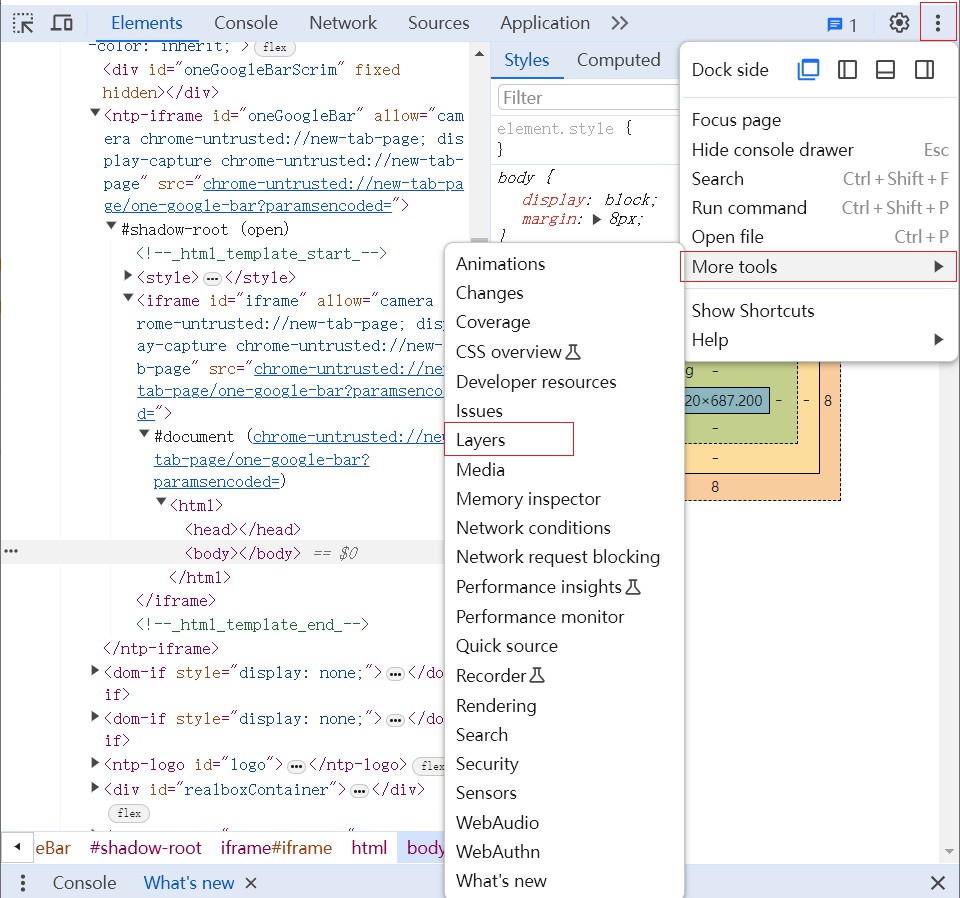 Elements Console Network Sources Application 1
-color: inherit; > flex
<div id="oneGoogleBarScrim" fixed
hidden></div>
<ntp-iframe id="oneGoogleBar" allow="cam
era chrome-untrusted://new-tab-page; dis
play-capture chrome-untrusted://new-tab-
page" src="chrome-untrusted://new-tab-pa
ge/one-google-bar?paramsencoded=">
#shadow-root (open)
<!--_html_template_start_-->
<style> … </style>
<iframe id="iframe" allow="camera
rome-untrusted://new-tab-page; disp
ay-capture chrome-untrusted://new-
b-page" src="chrome-untrusted://ne
tab-page/one-google-bar?paramsenco
d=">
#document (chrome-untrusted://ne
tab-page/one-google-bar?
paramsencoded=)
<html>
<head></head>
<body></body> == $0
</html>
</iframe>
<!--_html_template_end_-->
</ntp-iframe>
<dom-if style="display: none;"> … </do
if>
<dom-if style="display: none;"> … </do
if>
<ntp-logo id="logo"> … </ntp-logo> flex
<div id="realboxContainer"> … </div>
flex
eBar #shadow-root iframe#iframe html body
Console What's new
Styles Computed
Filter
element.style {
}
body {
display: block;
margin: 8px;
}
g -
20×687.200 - - 8
-
-
8
Dock side
Focus page
Hide console drawer Esc
Search Ctrl + Shift + F
Run command Ctrl + Shift + P
Open file Ctrl + P
More tools
Show Shortcuts
Help
Animations
Changes
Coverage
CSS overview
Developer resources
Issues
Layers
Media
Memory inspector
Network conditions
Network request blocking
Performance insights
Performance monitor
Quick source
Recorder
Rendering
Search
Security
Sensors
WebAudio
WebAuthn
What's new